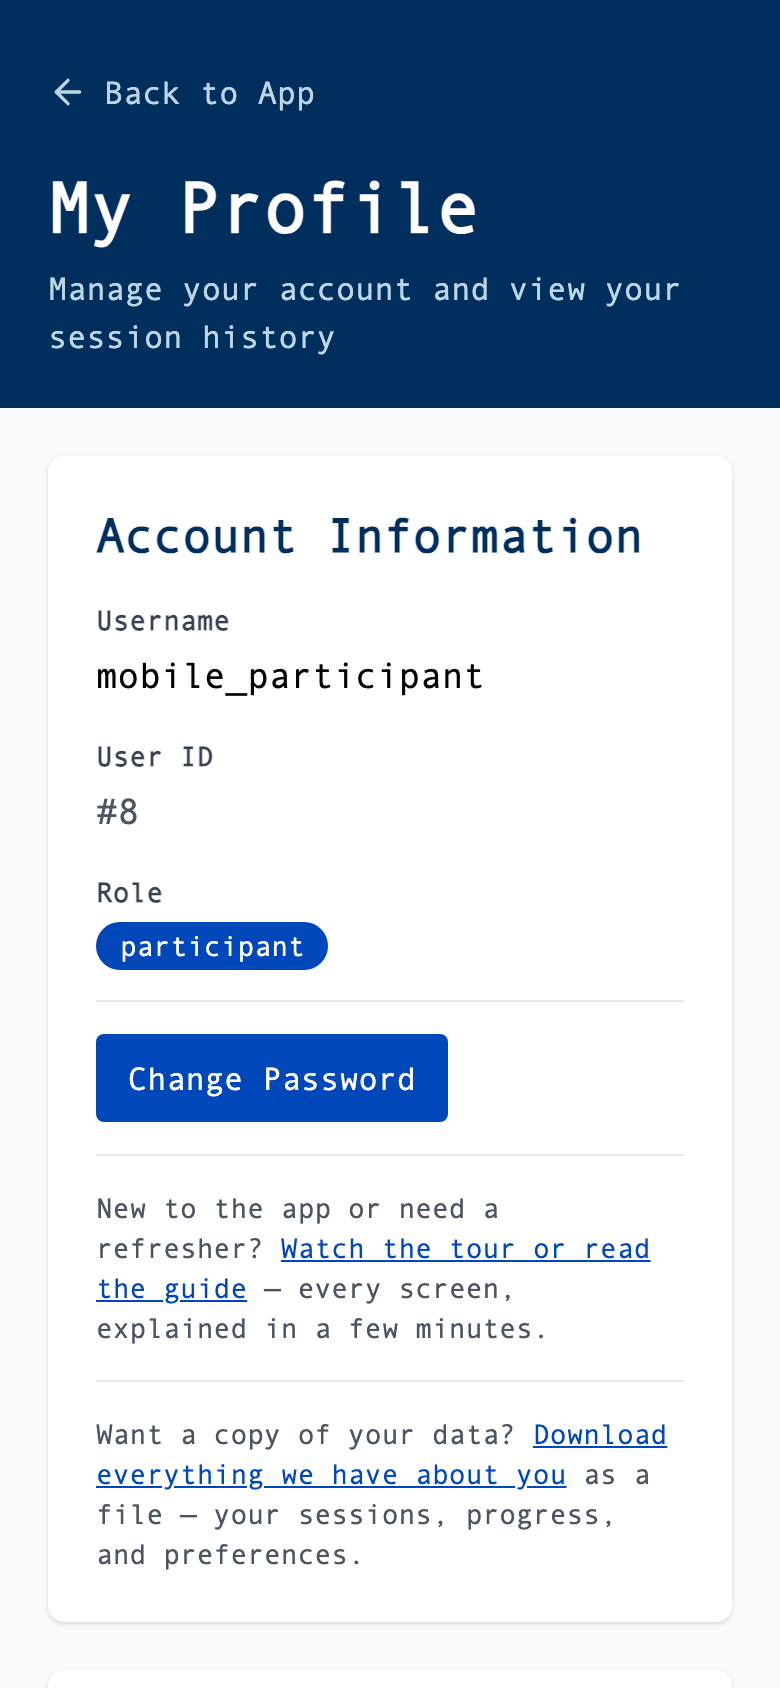 Back to App
My Profile
Manage your account and view your
session history
Account Information
Username
mobile_participant
User ID
#8
Role
participant
Change Password
New to the app or need a
refresher? Watch the tour or read
the guide — every screen,
explained in a few minutes.
Want a copy of your data? Download
everything we have about you as a
file — your sessions, progress,
and preferences.